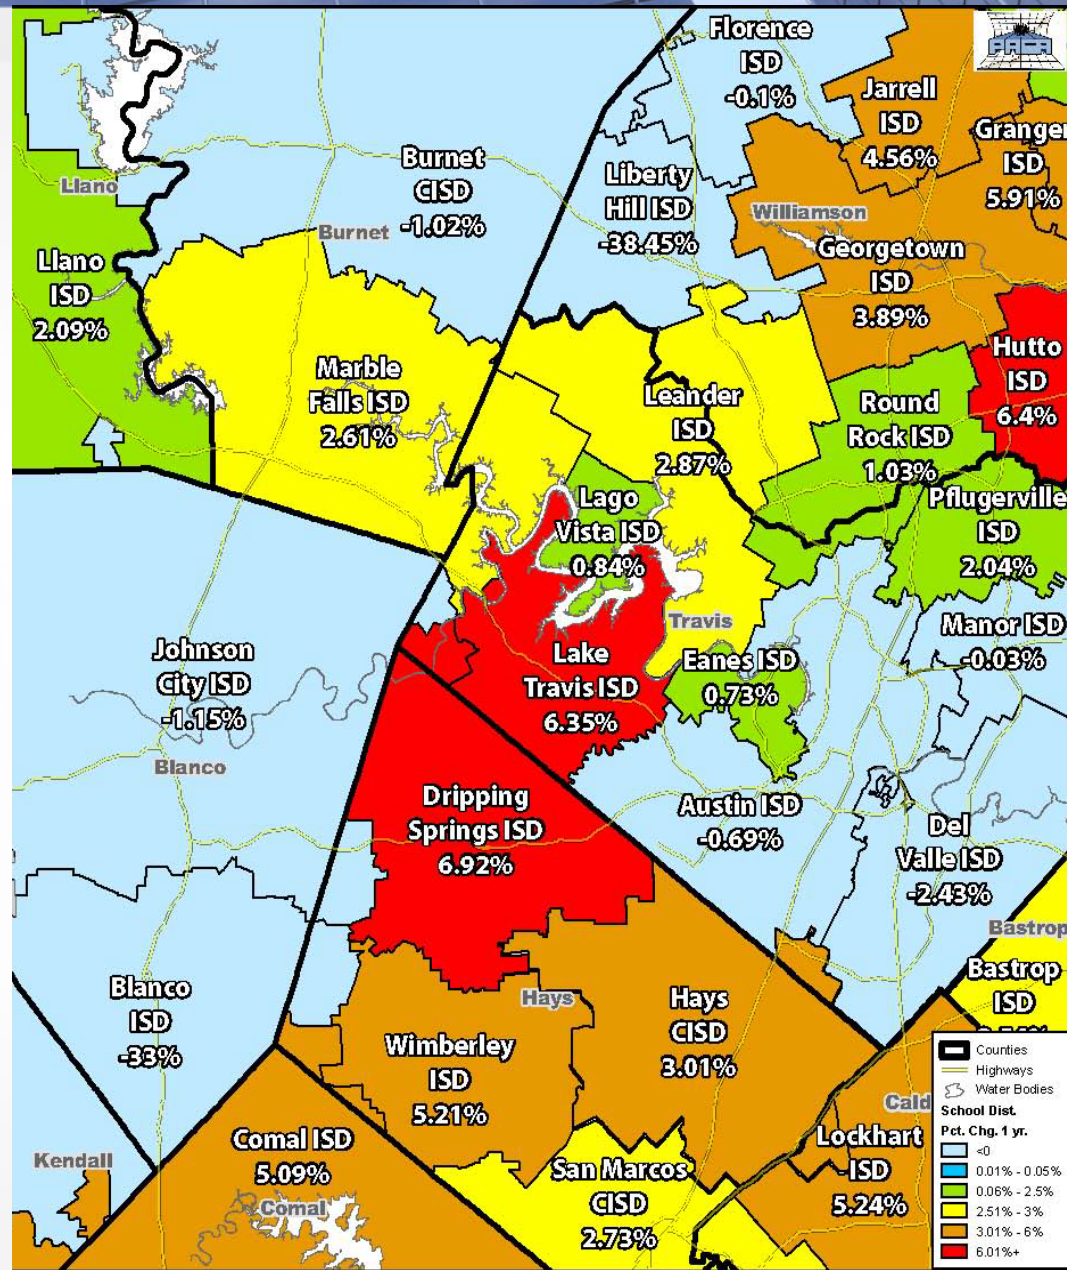 Florence
ISD
-0.1%
PASA
Jarrell
ISD
4.56%
Granger
ISD
5.91%
Burnet
CISD
-1.02%
Liberty
Hill ISD
-38.45%
Llano
Burnet
Williamson
Georgetown
ISD
3.89%
Llano
ISD
2.09%
Marble
Falls ISD
2.61%
Hutto
ISD
6.4%
Leander
ISD
2.87%
Round
Rock ISD
1.03%
Lago
Vista ISD
0.84%
Pflugerville
ISD
2.04%
Travis
Manor ISD
-0.03%
Johnson
City ISD
-1.15%
Lake
Travis ISD
6.35%
Eanes ISD
0.73%
Blanco
Dripping
Springs ISD
6.92%
Austin ISD
-0.69%
Del
Valle ISD
-2.43%
Bastrop
Bastrop
ISD
Blanco
ISD
-33%
Hays
Hays
CISD
3.01%
Wimberley
ISD
5.21%
Cald
Comal ISD
5.09%
Kendall
Comal
San Marcos
CISD
2.73%
Lockhart
ISD
5.24%
Counties
Highways
Water Bodies
School Dist.
Pct. Chg. 1 yr.
<0
0.01% - 0.05%
0.06% - 2.5%
2.51% - 3%
3.01% - 6%
6.01%+